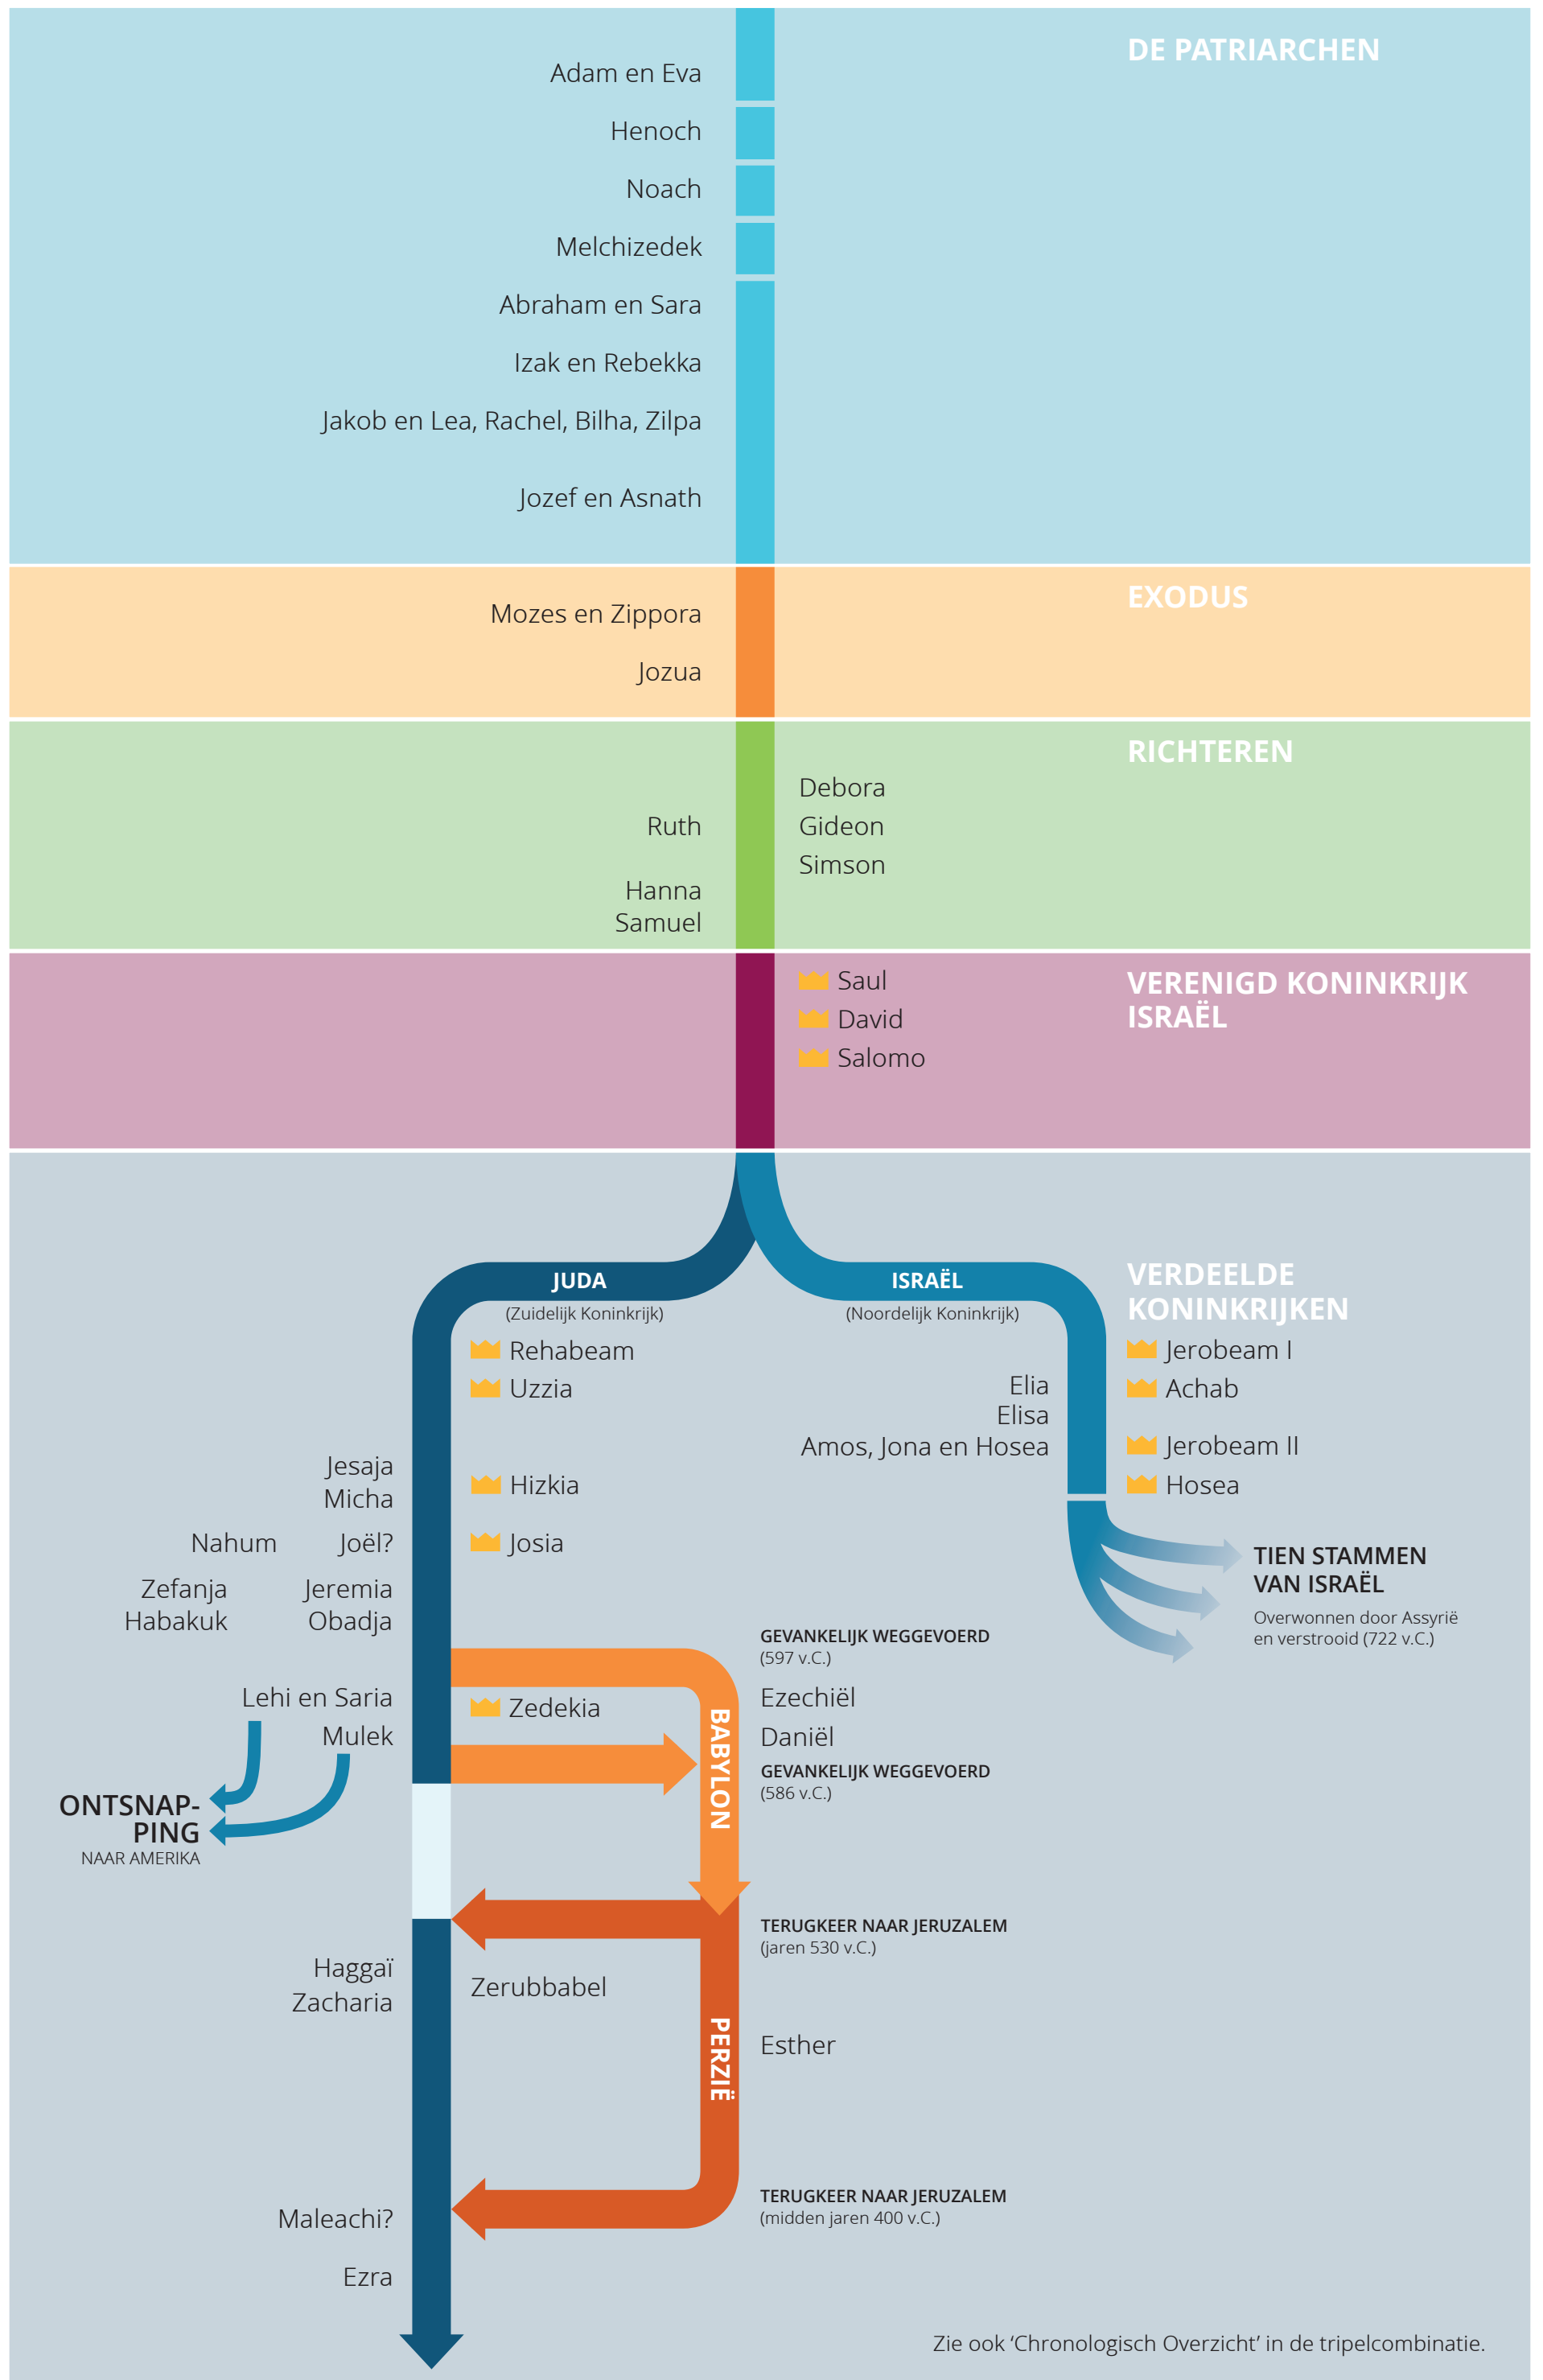 DE PATRIARCHEN
Adam en Eva
Henoch
Noach
Melchizedek
Abraham en Sara
Izak en Rebekka
Jakob en Lea, Rachel, Bilha, Zilpa
Jozef en Asnath
EXODUS
Mozes en Zippora
Jozua
RICHTEREN
Debora
Ruth
Gideon
Simson
Hanna
Samuel
VERENIGD KONINKRIJK
ISRAËL
Saul
David
Salomo
VERDEELDE
KONINKRIJKEN
JUDA
(Zuidelijk Koninkrijk)
ISRAËL
(Noordelijk Koninkrijk)
Rehabeam
Uzzia
Elia
Elisa
Amos, Jona en Hosea
Jerobeam I
Achab
Jerobeam II
Hosea
Jesaja
Micha
Hizkia
Nahum
Joël?
Josia
TIEN STAMMEN
VAN ISRAËL
Overwonnen door Assyrië
en verstrooid (722 v.C.)
Zefanja
Habakuk
Jeremia
Obadja
GEVANKELIJK WEGGEVOERD
(597 v.C.)
Lehi en Saria
Mulek
Zedekia
BABYLON
Ezechiël
Daniël
GEVANKELIJK WEGGEVOERD
(586 v.C.)
ONTSNAP-
PING
NAAR AMERIKA
TERUGKEER NAAR JERUZALEM
(jaren 530 v.C.)
Haggaï
Zacharia
Zerubbabel
PERZIË
Esther
TERUGKEER NAAR JERUZALEM
(midden jaren 400 v.C.)
Maleachi?
Ezra
Zie ook ‘Chronologisch Overzicht’ in de tripelcombinatie.